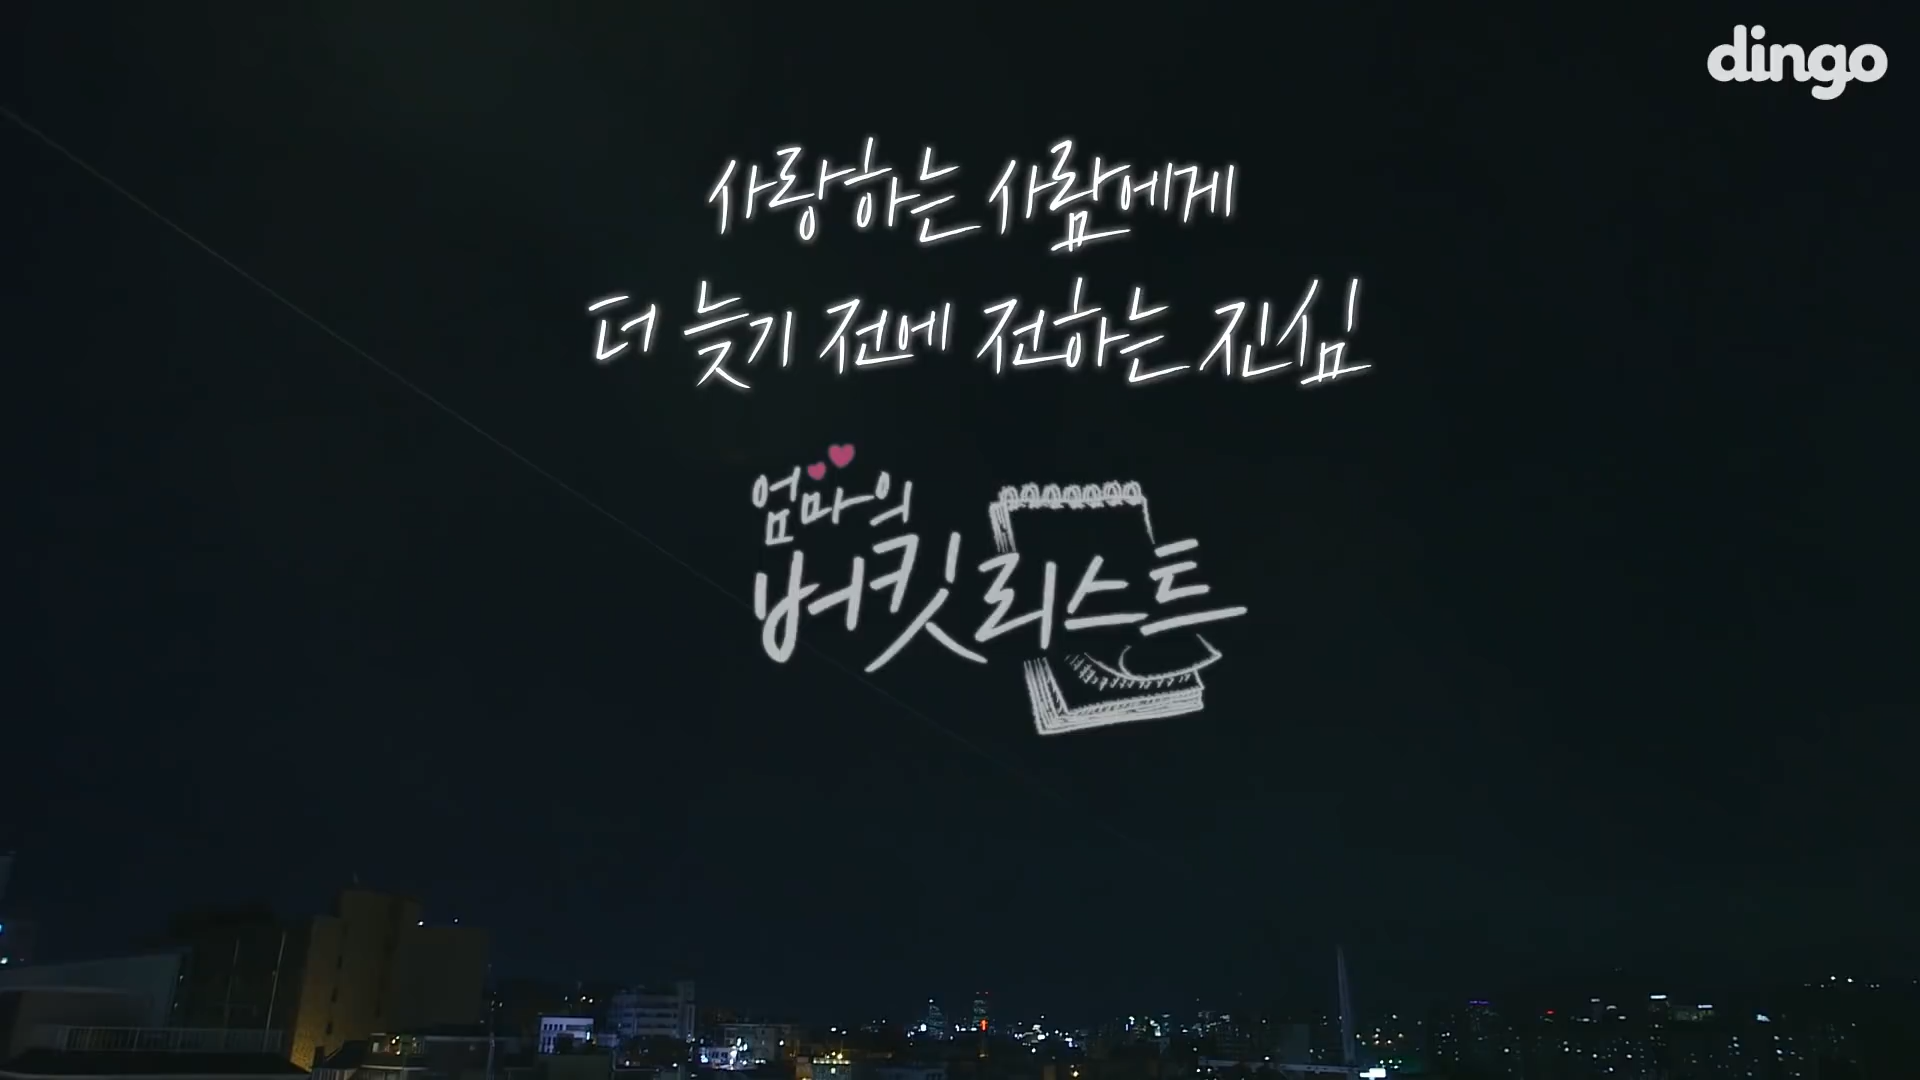 dingo
사랑하는 사람에게
더 늦기 전에 전하는 진심
엄마의
버킷리스트